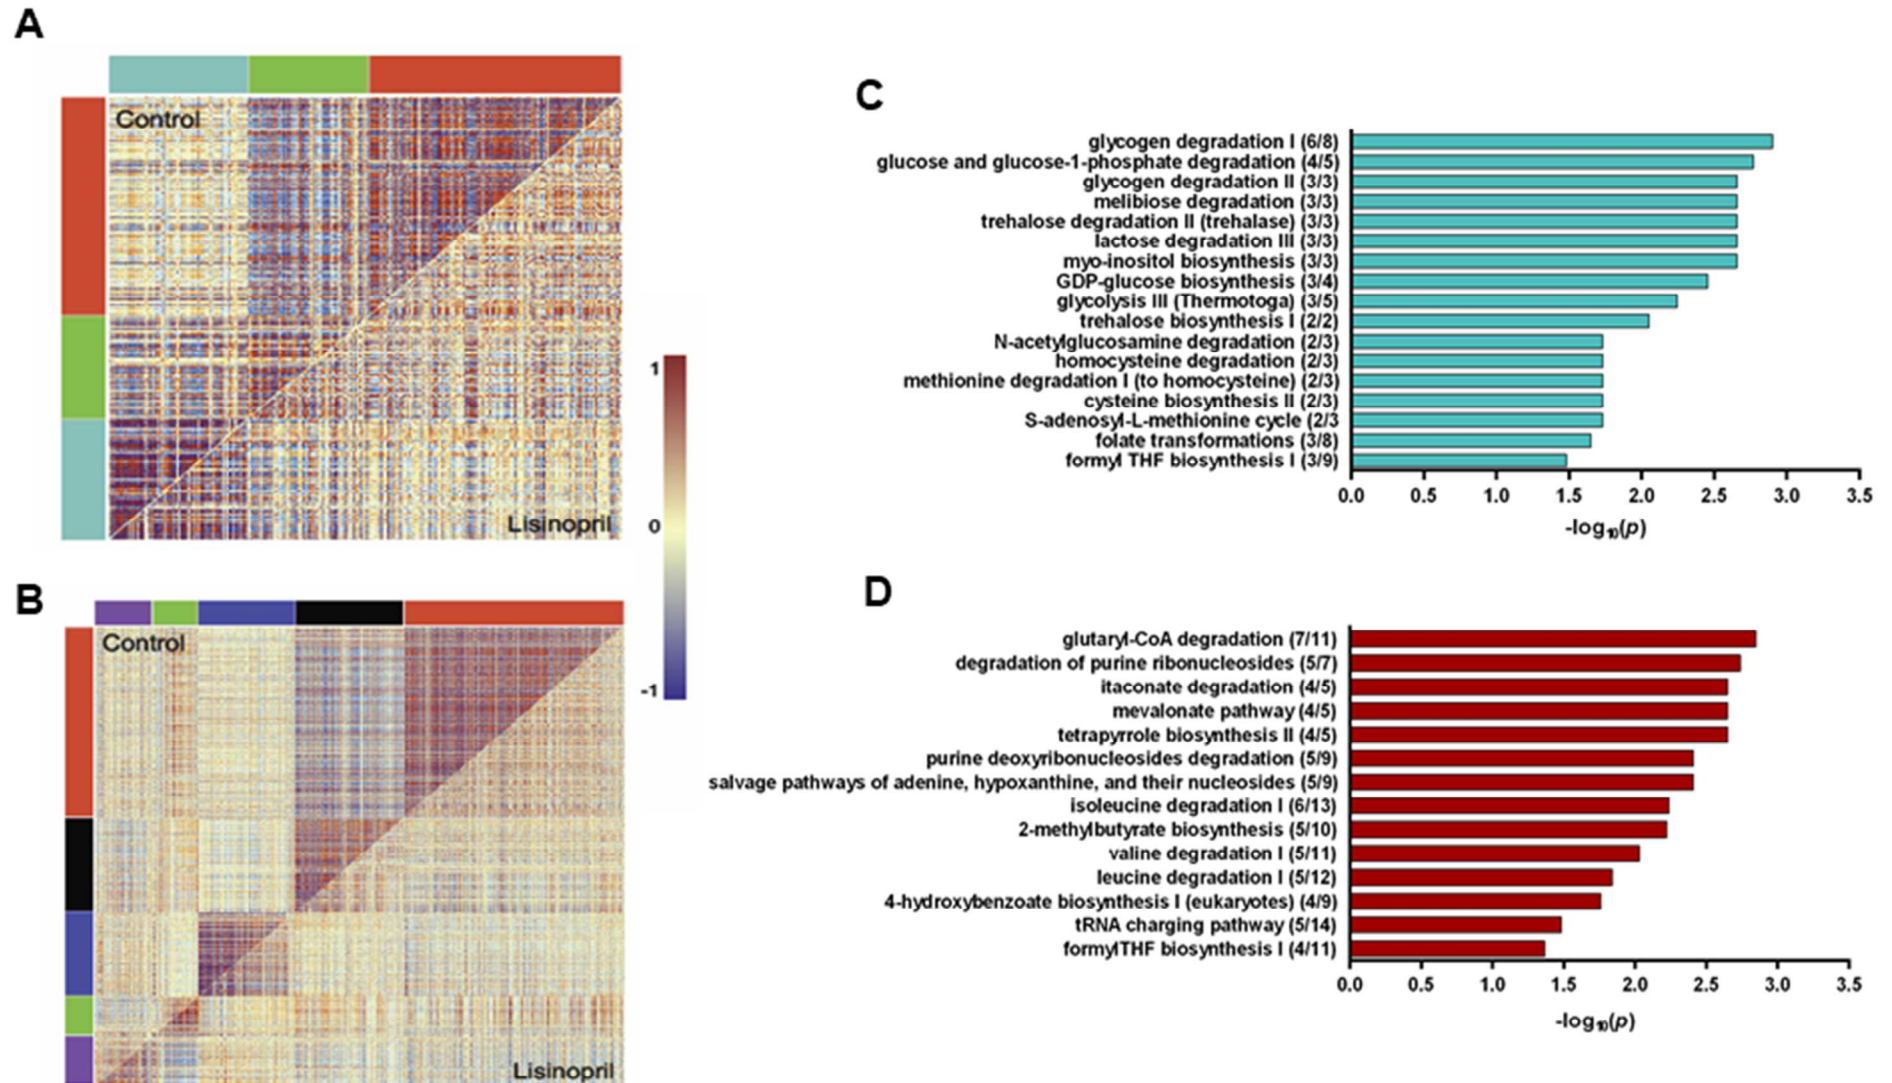 A
Control
Lisinopril
1
0
-1
B
Control
Lisinopril
C
glycogen degradation I (6/8)
glucose and glucose-1-phosphate degradation (4/5)
glycogen degradation II (3/3)
melibiose degradation (3/3)
trehalose degradation II (trehalase) (3/3)
lactose degradation III (3/3)
myo-inositol biosynthesis (3/3)
GDP-glucose biosynthesis (3/4)
glycolysis III (Thermotoga) (3/5)
trehalose biosynthesis I (2/2)
N-acetylglucosamine degradation (2/3)
homocysteine degradation (2/3)
methionine degradation I (to homocysteine) (2/3)
cysteine biosynthesis II (2/3)
S-adenosyl-L-methionine cycle (2/3
folate transformations (3/8)
formyl THF biosynthesis I (3/9)
0.0 0.5 1.0 1.5 2.0 2.5 3.0 3.5
-log10(p)
D
glutaryl-CoA degradation (7/11)
degradation of purine ribonucleosides (5/7)
itaconate degradation (4/5)
mevalonate pathway (4/5)
tetrapyrrole biosynthesis II (4/5)
purine deoxyribonucleosides degradation (5/9)
salvage pathways of adenine, hypoxanthine, and their nucleosides (5/9)
isoleucine degradation I (6/13)
2-methylbutyrate biosynthesis (5/10)
valine degradation I (5/11)
leucine degradation I (5/12)
4-hydroxybenzoate biosynthesis I (eukaryotes) (4/9)
tRNA charging pathway (5/14)
formylTHF biosynthesis I (4/11)
0.0 0.5 1.0 1.5 2.0 2.5 3.0 3.5
-log10(p)